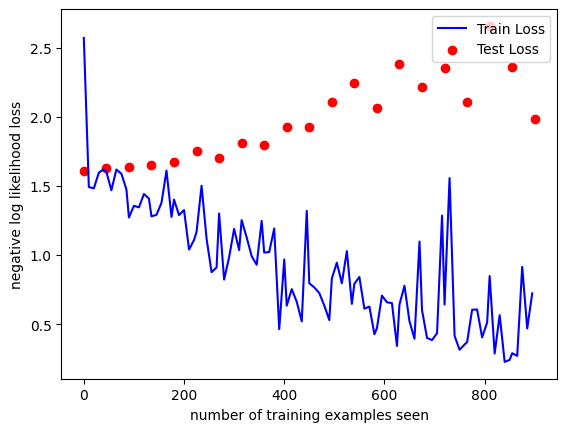 Train Loss
Test Loss
2.5
2.0
1.5
1.0
0.5
negative log likelihood loss
0
200
400
600
800
number of training examples seen